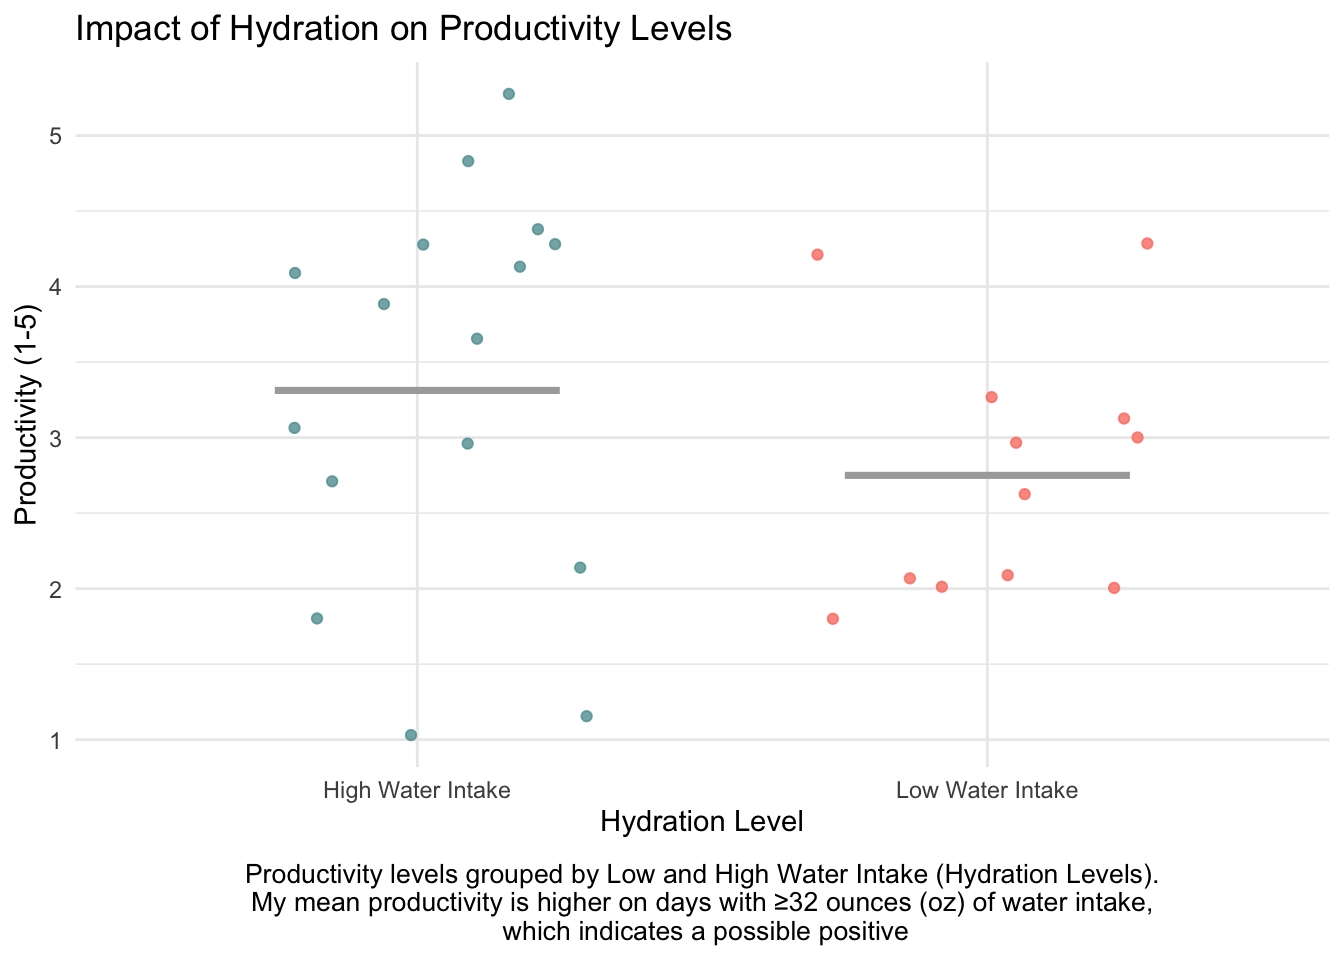 Impact of Hydration on Productivity Levels
Productivity (1-5)
5
4
3
2
1
High Water Intake
Low Water Intake
Hydration Level
Productivity levels grouped by Low and High Water Intake (Hydration Levels).
My mean productivity is higher on days with ≥32 ounces (oz) of water intake,
which indicates a possible positive